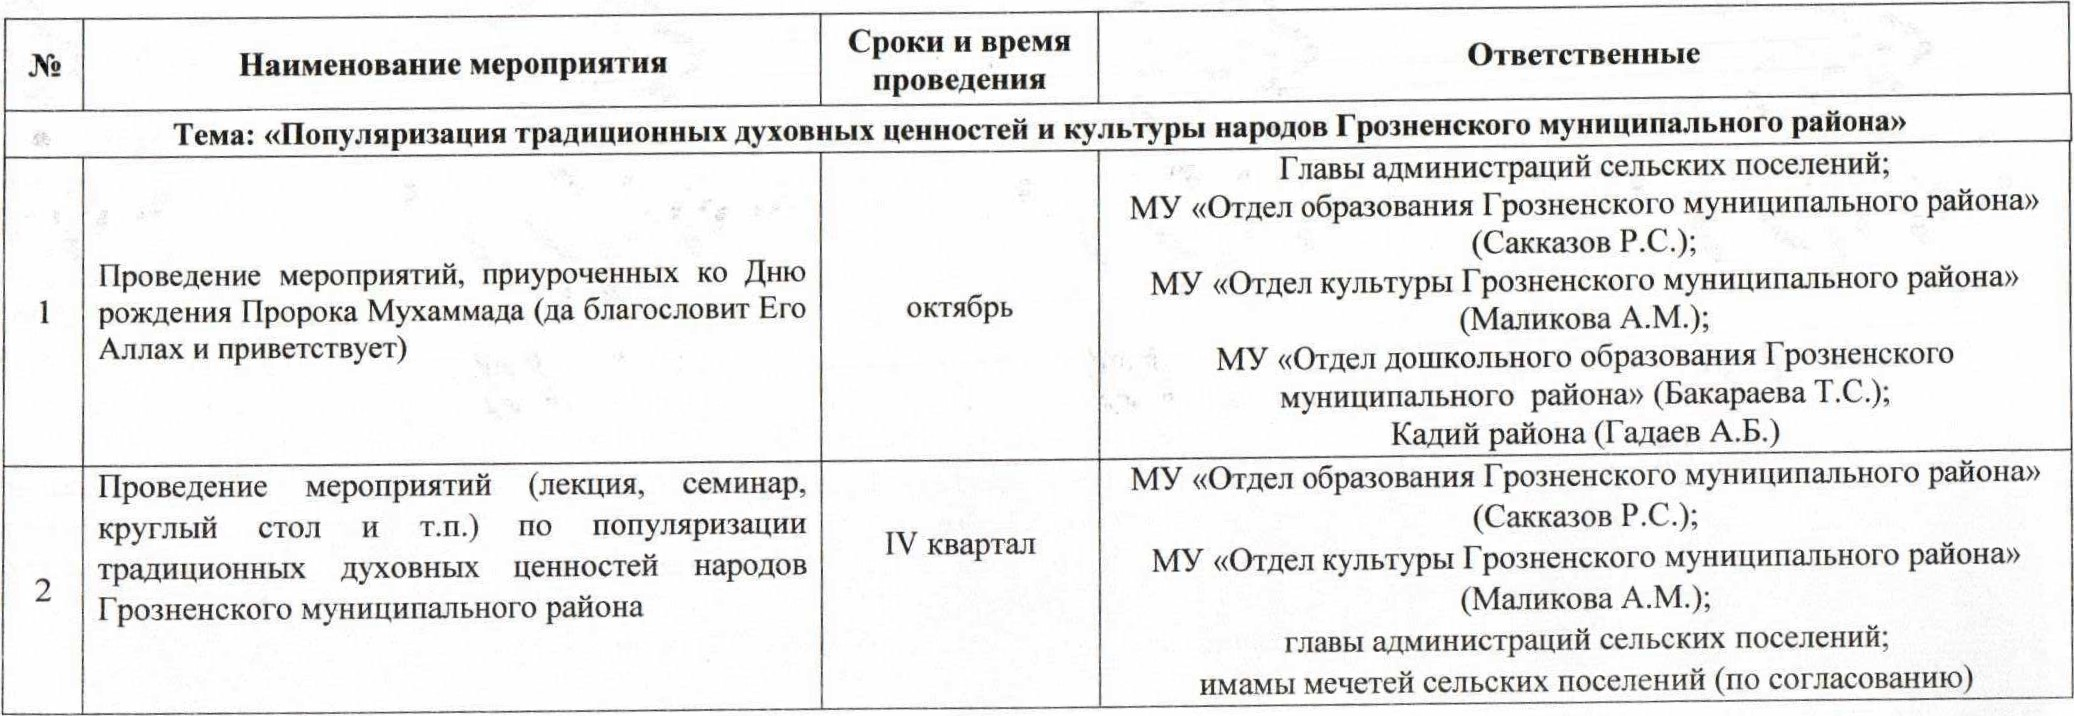 №
Наименование мероприятия
Сроки и время
проведения
Ответственные
Тема: «Популяризация традиционных духовных ценностей и культуры народов Грозненского муниципального района»
1
Проведение мероприятий, приуроченных ко Дню
рождения Пророка Мухаммада (да благословит Его
Аллах и приветствует)
октябрь
Главы администраций сельских поселений;
МУ «Отдел образования Грозненского муниципального района»
(Сакказов Р.С.);
МУ «Отдел культуры Грозненского муниципального района»
(Маликова А.М.);
МУ «Отдел дошкольного образования Грозненского
муниципального района» (Бакараева Т.С.);
Кадий района (Гадаев А.Б.)
2
Проведение мероприятий (лекция, семинар,
круглый стол и т.п.) по популяризации
традиционных духовных ценностей народов
Грозненского муниципального района
IV квартал
МУ «Отдел образования Грозненского муниципального района»
(Сакказов Р.С.);
МУ «Отдел культуры Грозненского муниципального района»
(Маликова А.М.);
главы администраций сельских поселений;
имамы мечетей сельских поселений (по согласованию)